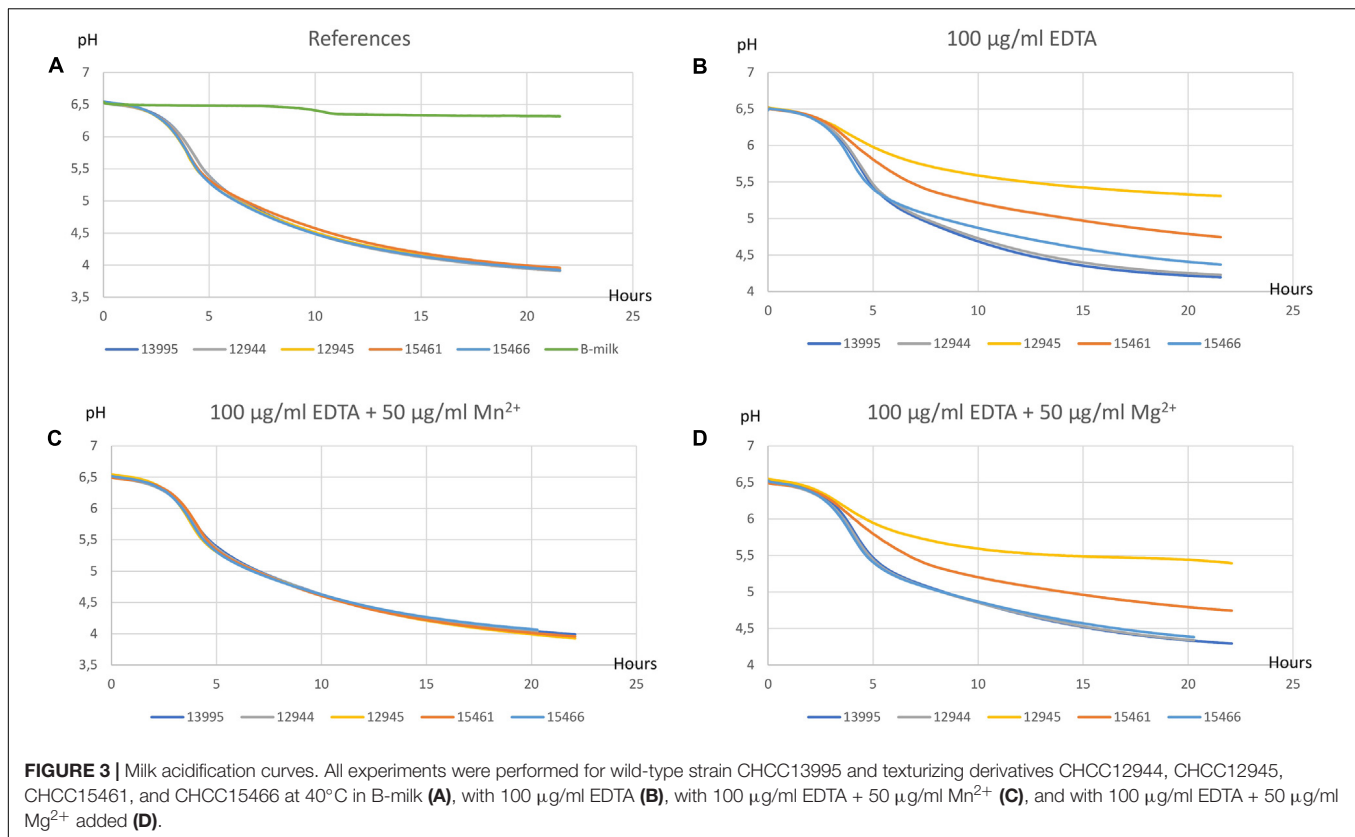 References
pH
A
7
6,5
6
5,5
5
4,5
4
3,5
0 5 10 15 20 25
Hours
13995 12944 12945 15461 15466 B-milk
100 µg/ml EDTA
pH
B
7
6,5
6
5,5
5
4,5
4
0 5 10 15 20 25
Hours
13995 12944 12945 15461 15466
100 µg/ml EDTA + 50 µg/ml Mn²⁺
pH
C
7
6,5
6
5,5
5
4,5
4
3,5
0 5 10 15 20 25
Hours
13995 12944 12945 15461 15466
100 µg/ml EDTA + 50 µg/ml Mg²⁺
pH
D
7
6,5
6
5,5
5
4,5
4
0 5 10 15 20 25
Hours
13995 12944 12945 15461 15466
FIGURE 3 | Milk acidification curves. All experiments were performed for wild-type strain CHCC13995 and texturizing derivatives CHCC12944, CHCC12945,
CHCC15461, and CHCC15466 at 40°C in B-milk (A), with 100 µg/ml EDTA (B), with 100 µg/ml EDTA + 50 µg/ml Mn²⁺ (C), and with 100 µg/ml EDTA + 50 µg/ml
Mg²⁺ added (D).